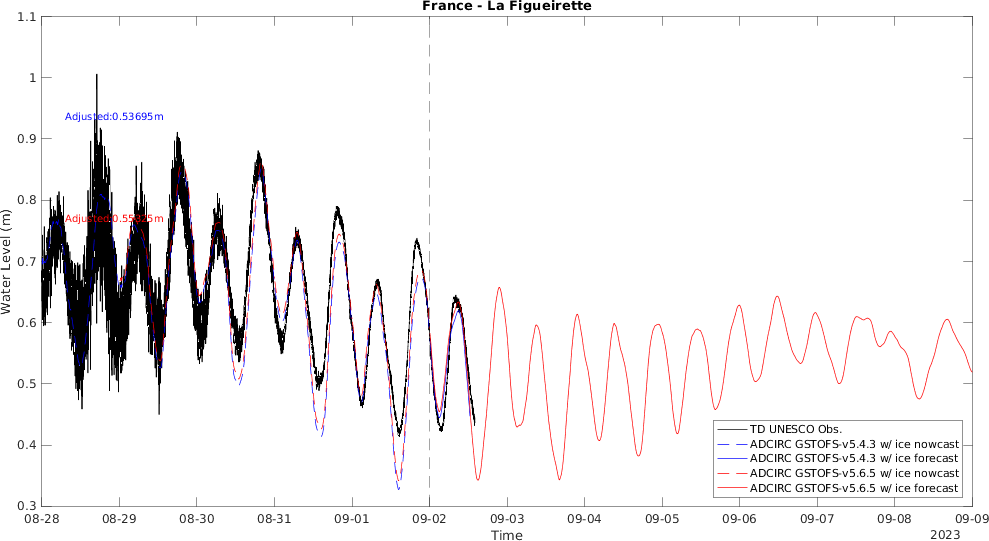 France - La Figueirette
1.1
1
0.9
0.8
0.7
0.6
0.5
0.4
0.3
Water Level (m)
Adjusted:0.53695m
08-28
08-29
08-30
08-31
09-01
09-02
09-03
09-04
09-05
09-06
09-07
09-08
09-09
Time
2023
TD UNESCO Obs.
ADCIRC GSTOFS-v5.4.3 w/ ice nowcast
ADCIRC GSTOFS-v5.4.3 w/ ice forecast
ADCIRC GSTOFS-v5.6.5 w/ ice nowcast
ADCIRC GSTOFS-v5.6.5 w/ ice forecast